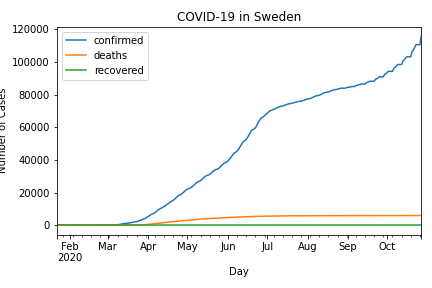 COVID-19 in Sweden
confirmed
deaths
recovered
Number of Cases
120000
100000
80000
60000
40000
20000
0
Feb Mar Apr May Jun Jul Aug Sep Oct
2020
Day